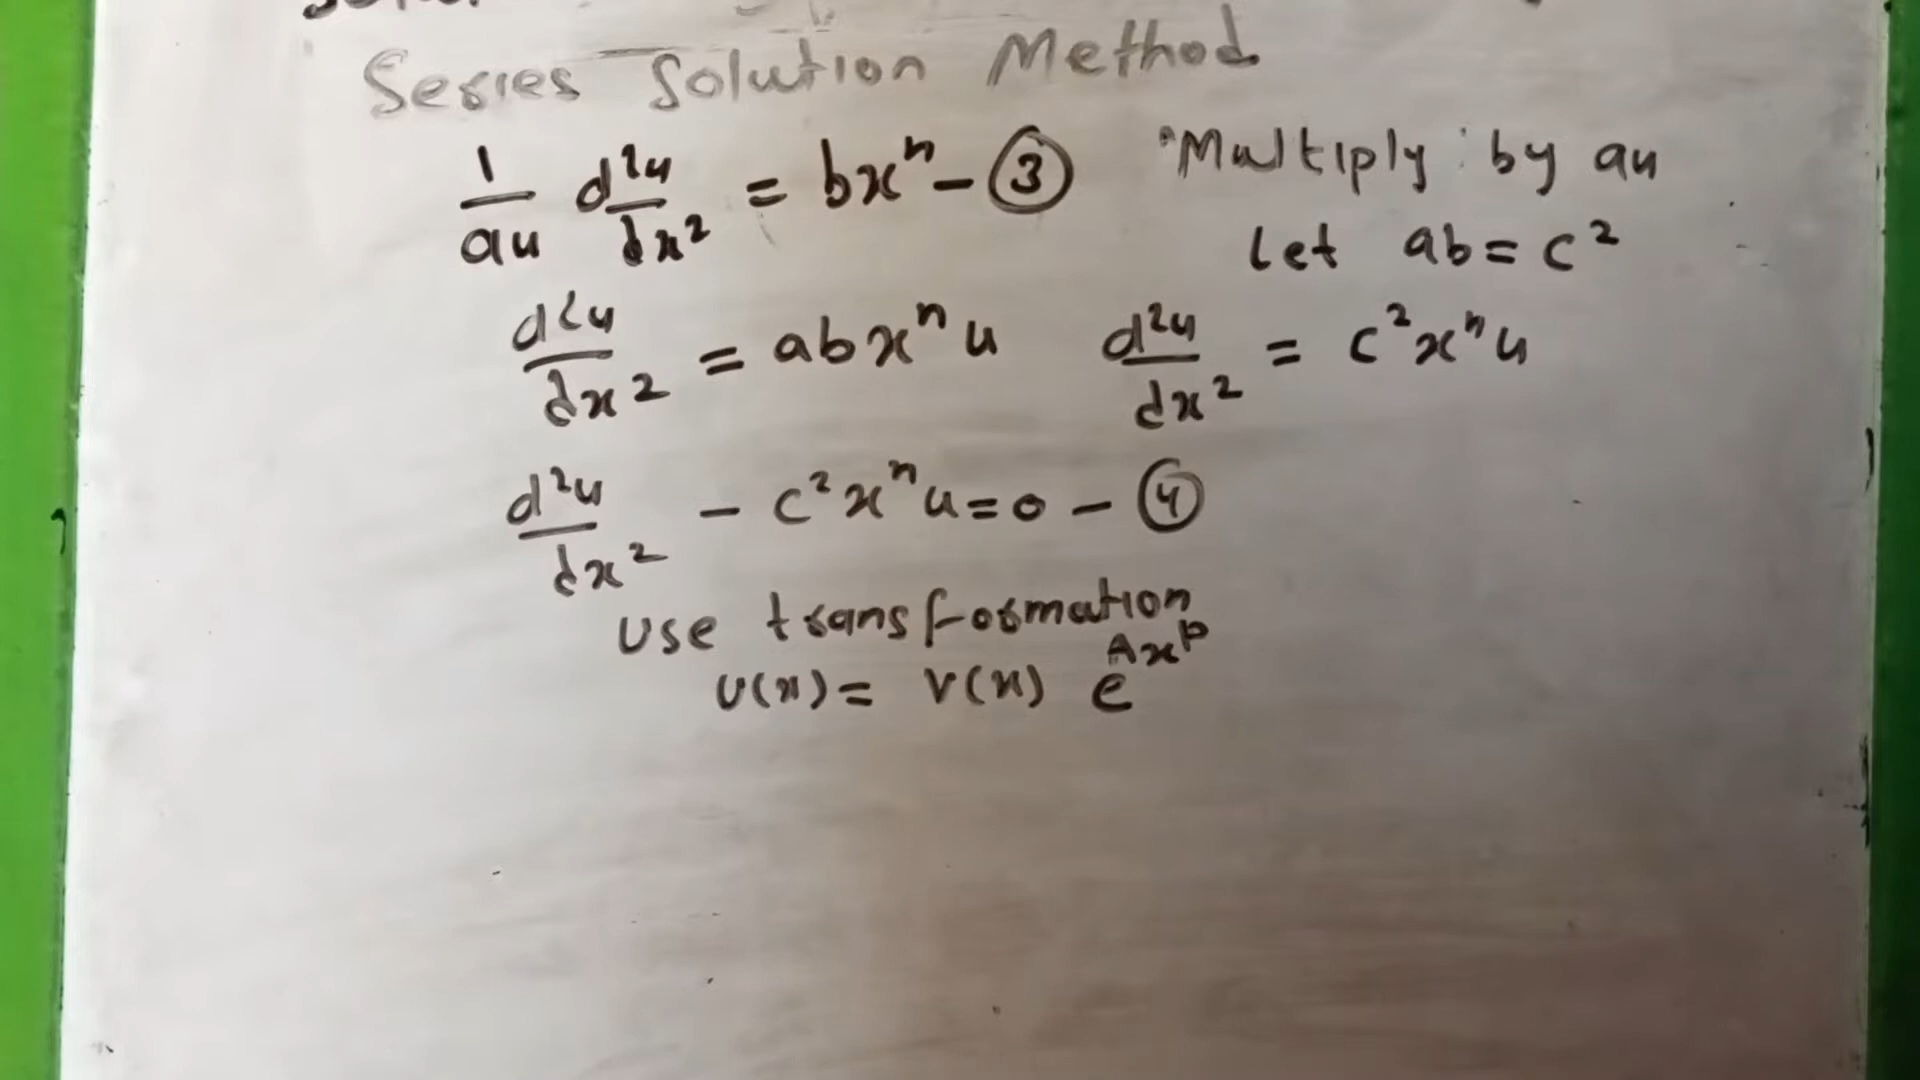 Series Solution Method
1/au d²u/dx² = bxⁿ - ③ Multiply by au
Let ab = c²
d²u/dx² = abxⁿu d²u/dx² = c²xⁿu
d²u/dx² - c²xⁿu = 0 - ④
Use transformation
U(x) = V(x) e^Axᵖ